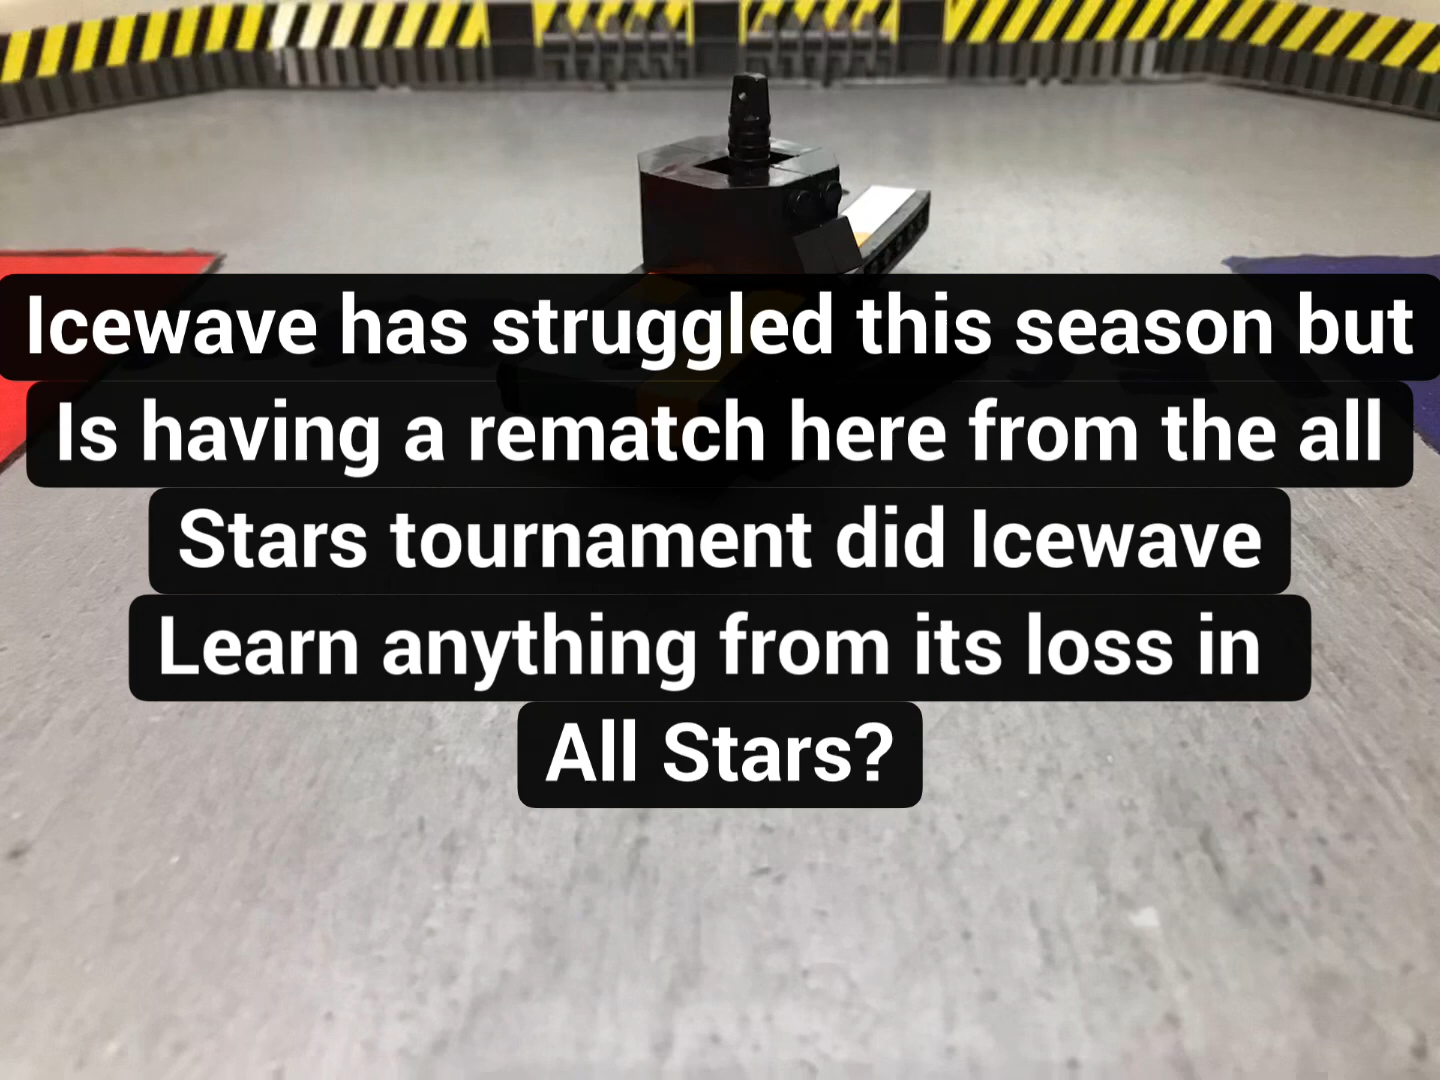 Icewave has struggled this season but
Is having a rematch here from the all
Stars tournament did Icewave
Learn anything from its loss in
All Stars?